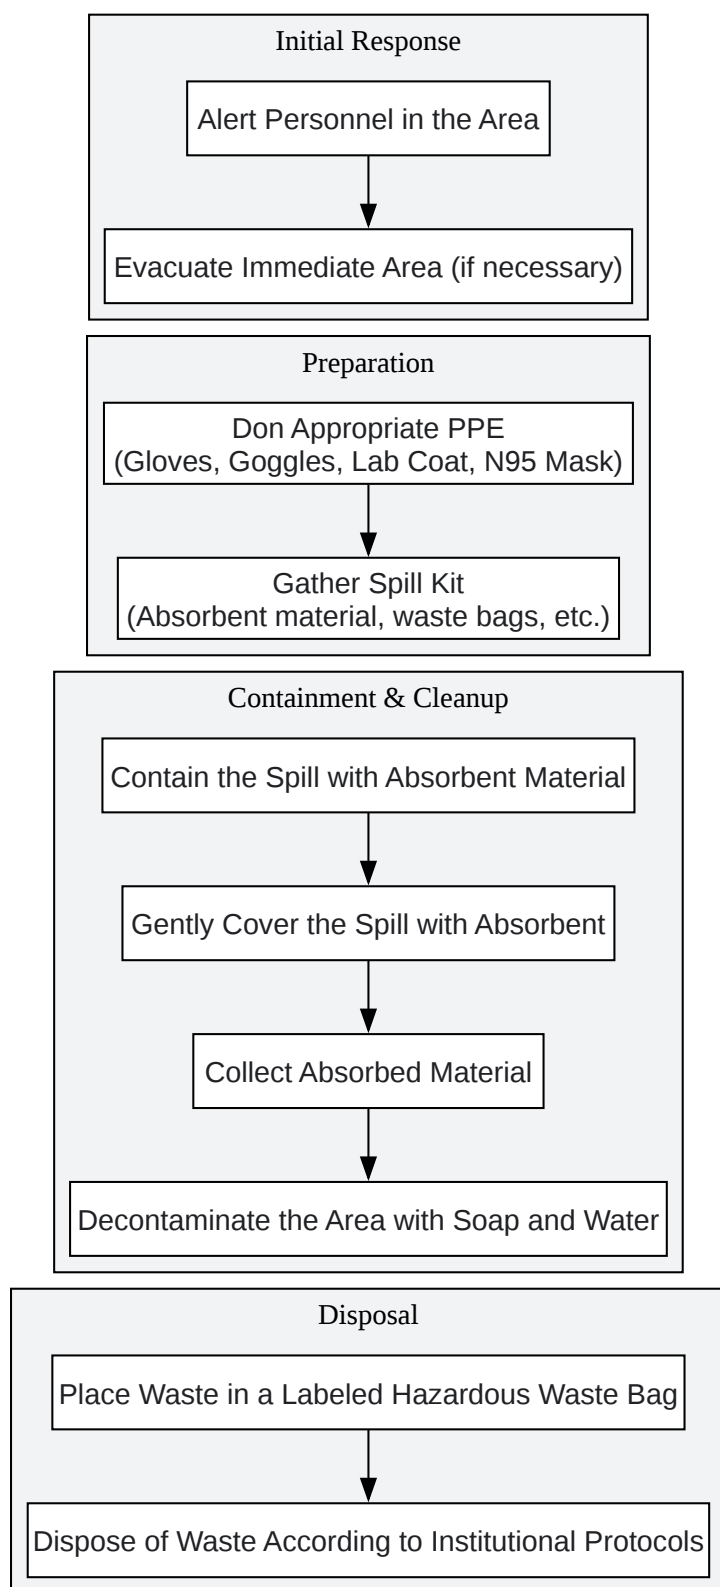 Initial Response
Alert Personnel in the Area
Evacuate Immediate Area (if necessary)
Preparation
Don Appropriate PPE
(Gloves, Goggles, Lab Coat, N95 Mask)
Gather Spill Kit
(Absorbent material, waste bags, etc.)
Containment & Cleanup
Contain the Spill with Absorbent Material
Gently Cover the Spill with Absorbent
Collect Absorbed Material
Decontaminate the Area with Soap and Water
Disposal
Place Waste in a Labeled Hazardous Waste Bag
Dispose of Waste According to Institutional Protocols